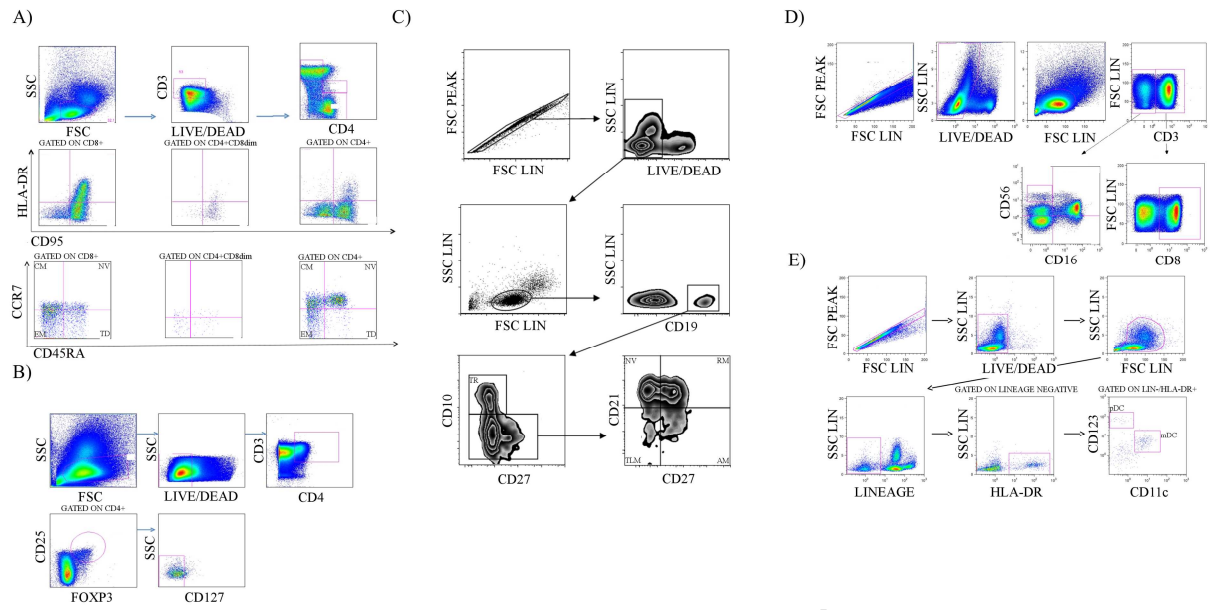 A)
SSC
FSC
CD3
LIVE/DEAD
CD4
GATED ON CD8+
GATED ON CD4+CD8dim
GATED ON CD4+
HLA-DR
CD95
GATED ON CD8+
GATED ON CD4+CD8dim
GATED ON CD4+
CM NV
EM TD
CM NV
EM TD
CCR7
CD45RA
B)
SSC
FSC
SSC
LIVE/DEAD
CD3
CD4
GATED ON CD4+
CD25
FOXP3
SSC
CD127
C)
FSC PEAK
FSC LIN
SSC LIN
LIVE/DEAD
SSC LIN
FSC LIN
SSC LIN
CD19
CD10
TR
CD27
CD21
NV RM
TLM AM
CD27
D)
FSC PEAK
FSC LIN
SSC LIN
LIVE/DEAD
SSC LIN
FSC LIN
FSC LIN
CD3
CD56
CD16
FSC LIN
CD8
E)
FSC PEAK
FSC LIN
SSC LIN
LIVE/DEAD
SSC LIN
FSC LIN
GATED ON LINEAGE NEGATIVE
GATED ON LIN-/HLA-DR+
SSC LIN
LINEAGE
SSC LIN
HLA-DR
CD123
pDC
mDC
CD11c